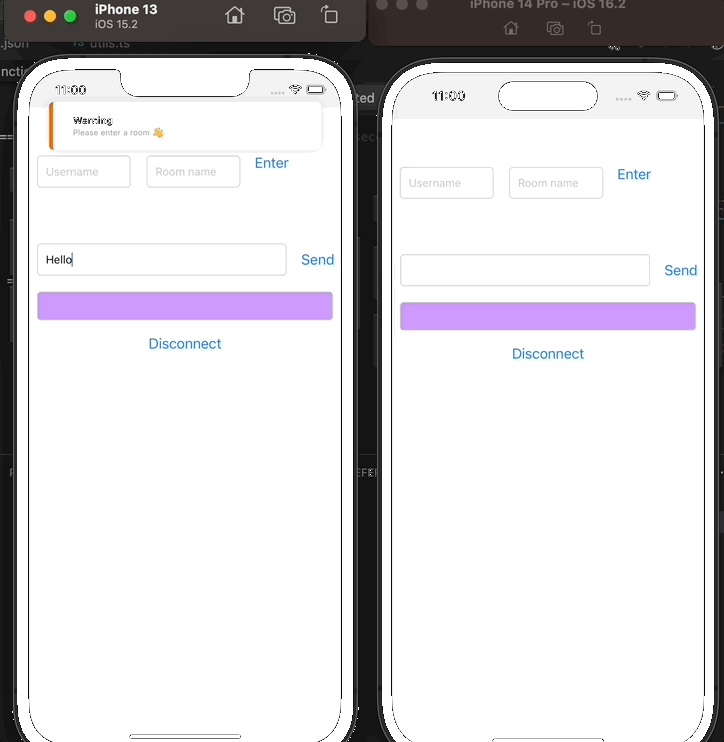 iPhone 13
iOS 15.2
iPhone 14 Pro – iOS 16.2
.json
utils.ts
11:00
Warning
Please enter a room 👋
Username
Room name
Enter
Hello
Send
Disconnect
ted
11:00
Username
Room name
Enter
Send
Disconnect